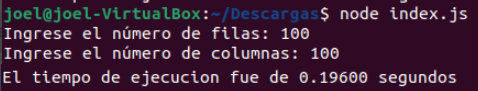 joel@joel-VirtualBox:~/Descargas$ node index.js
Ingrese el número de filas: 100
Ingrese el número de columnas: 100
El tiempo de ejecucion fue de 0.19600 segundos